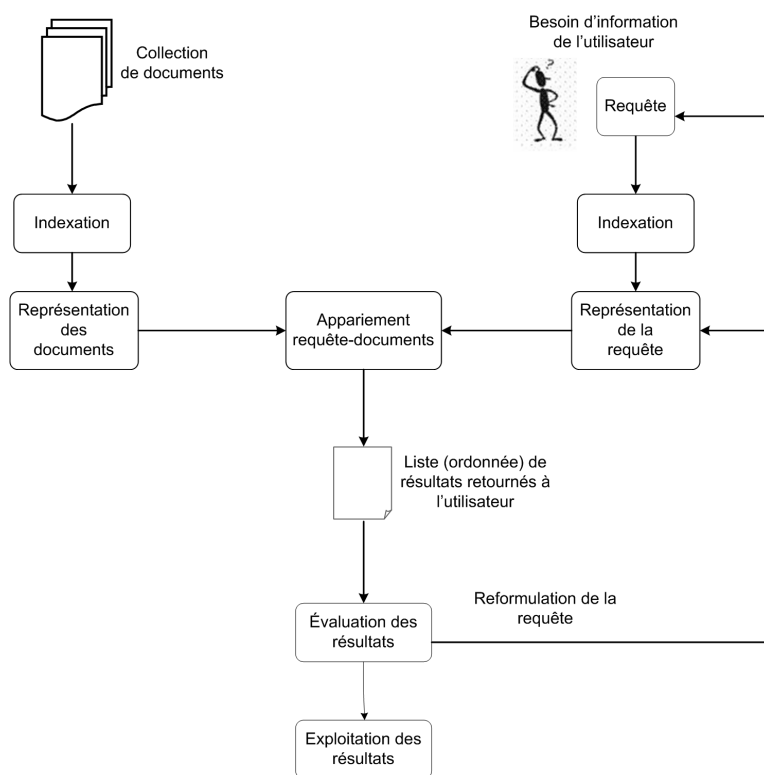 Collection
de documents
Besoin d’information
de l’utilisateur
?
Requête
Indexation
Indexation
Représentation
des
documents
Appariement
requête-documents
Représentation
de la
requête
Liste (ordonnée) de
résultats retournés à
l’utilisateur
Évaluation des
résultats
Reformulation de la
requête
Exploitation des
résultats